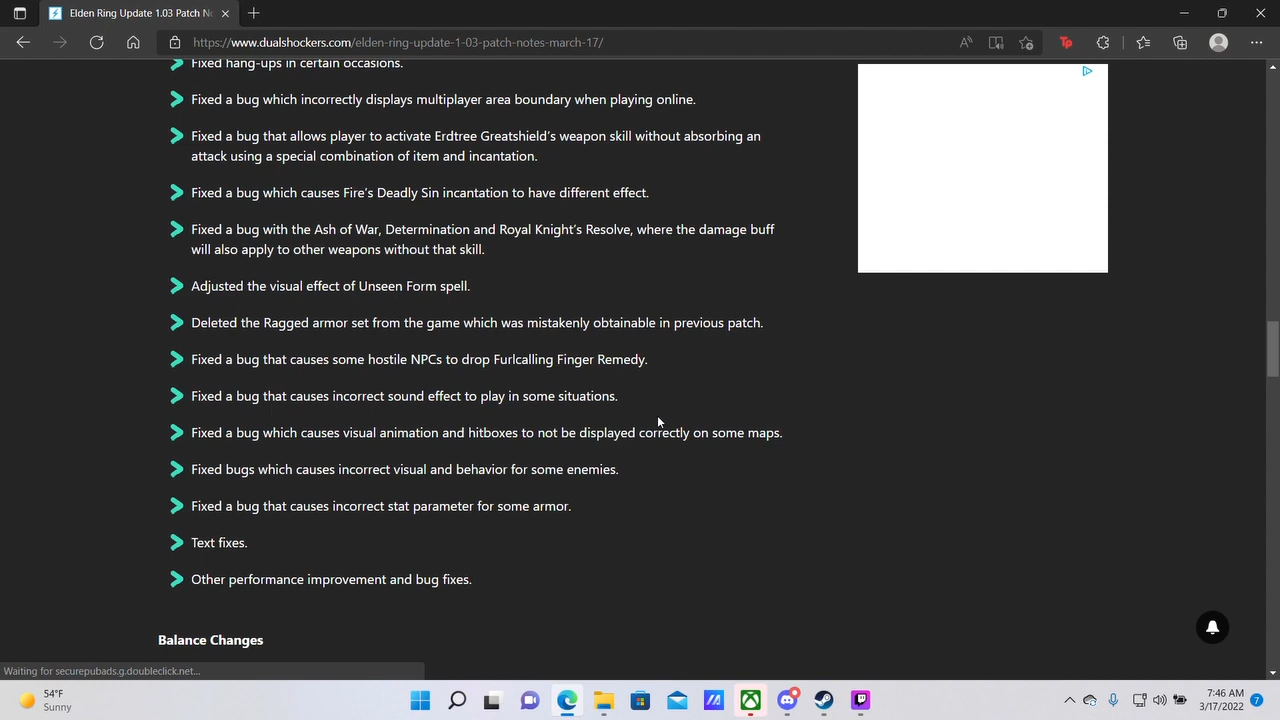 Elden Ring Update 1.03 Patch N
https://www.dualshockers.com/elden-ring-update-1-03-patch-notes-march-17/
Fixed hang-ups in certain occasions.
Fixed a bug which incorrectly displays multiplayer area boundary when playing online.
Fixed a bug that allows player to activate Erdtree Greatshield’s weapon skill without absorbing an
attack using a special combination of item and incantation.
Fixed a bug which causes Fire’s Deadly Sin incantation to have different effect.
Fixed a bug with the Ash of War, Determination and Royal Knight’s Resolve, where the damage buff
will also apply to other weapons without that skill.
Adjusted the visual effect of Unseen Form spell.
Deleted the Ragged armor set from the game which was mistakenly obtainable in previous patch.
Fixed a bug that causes some hostile NPCs to drop Furlcalling Finger Remedy.
Fixed a bug that causes incorrect sound effect to play in some situations.
Fixed a bug which causes visual animation and hitboxes to not be displayed correctly on some maps.
Fixed bugs which causes incorrect visual and behavior for some enemies.
Fixed a bug that causes incorrect stat parameter for some armor.
Text fixes.
Other performance improvement and bug fixes.
Balance Changes
Waiting for securepubads.g.doubleclick.net...
54°F
Sunny
7:46 AM
3/17/2022
7